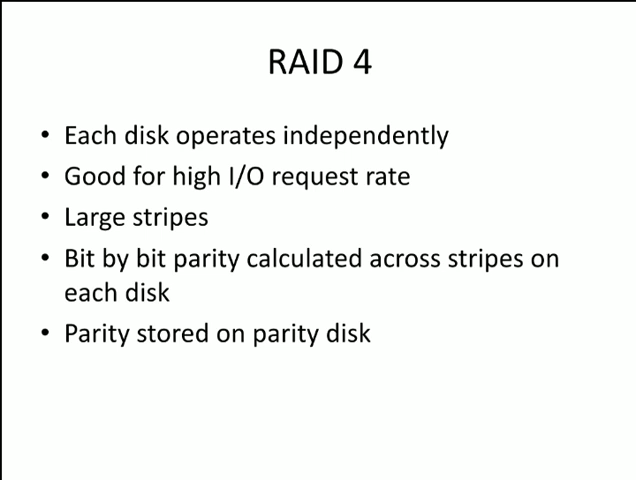 RAID 4
• Each disk operates independently
• Good for high I/O request rate
• Large stripes
• Bit by bit parity calculated across stripes on
each disk
• Parity stored on parity disk